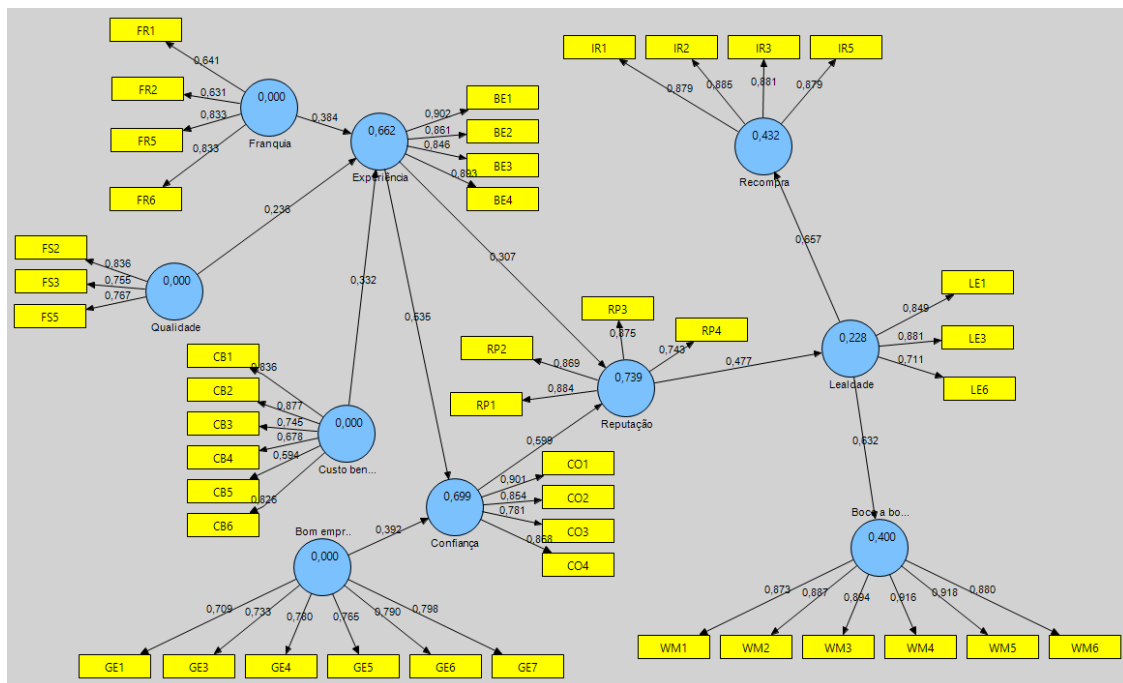 FR1
0,641
FR2
0,631
FR5
0,833
FR6
0,833
0,000
Franquia
0,384
0,662
Experiência
0,902
BE1
0,861
BE2
0,846
BE3
0,893
BE4
IR1
IR2
IR3
IR5
0,879
0,885
0,881
0,879
0,432
Recompra
0,236
0,332
0,307
0,535
0,657
FS2
0,836
FS3
0,755
FS5
0,767
0,000
Qualidade
CB1
0,836
CB2
0,877
CB3
0,745
CB4
0,678
CB5
0,594
CB6
0,826
0,000
Custo ben...
RP3
0,875
RP4
0,743
RP2
0,869
RP1
0,884
0,739
Reputação
0,477
0,228
Lealdade
0,849
LE1
0,881
LE3
0,711
LE6
0,599
0,632
CO1
0,901
CO2
0,864
CO3
0,781
CO4
0,868
0,699
Confiança
0,392
Bom empr..
0,000
0,709
0,733
0,780
0,765
0,790
0,798
GE1
GE3
GE4
GE5
GE6
GE7
Boca a bo...
0,400
0,873
0,887
0,894
0,916
0,918
0,880
WM1
WM2
WM3
WM4
WM5
WM6